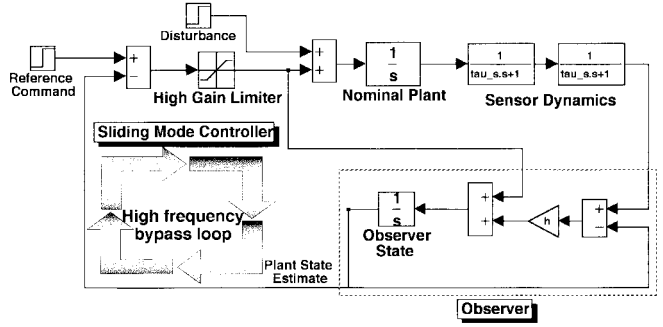 Disturbance
Reference
Command
+
−
High Gain Limiter
+
+
1
s
Nominal Plant
1
tau_s.s+1
1
tau_s.s+1
Sensor Dynamics
Sliding Mode Controller
High frequency
bypass loop
Plant State
Estimate
1
s
Observer
State
+
+
h
+
−
Observer